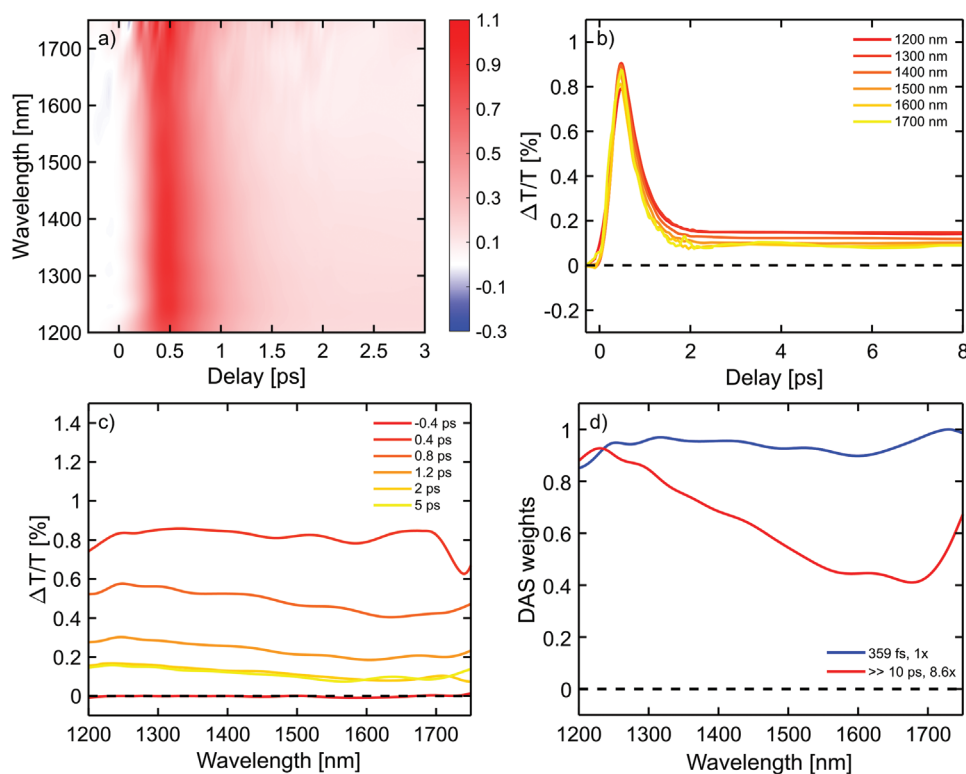 a)
1700
1600
1500
1400
1300
1200
Wavelength [nm]
0 0.5 1 1.5 2 2.5 3
Delay [ps]
1.1
0.9
0.7
0.5
0.3
0.1
-0.1
-0.3
b)
1
0.8
0.6
0.4
0.2
0
-0.2
ΔT/T [%]
0 2 4 6 8
Delay [ps]
1200 nm
1300 nm
1400 nm
1500 nm
1600 nm
1700 nm
c)
1.4
1.2
1
0.8
0.6
0.4
0.2
0
ΔT/T [%]
1200 1300 1400 1500 1600 1700
Wavelength [nm]
-0.4 ps
0.4 ps
0.8 ps
1.2 ps
2 ps
5 ps
d)
1
0.8
0.6
0.4
0.2
0
DAS weights
1200 1300 1400 1500 1600 1700
Wavelength [nm]
359 fs, 1x
>> 10 ps, 8.6x